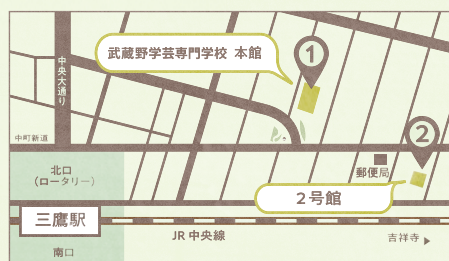 武蔵野学芸専門学校 本館
1
中央大通り
2
中町新道
郵便局
北口
(ロータリー)
2号館
三鷹駅
JR 中央線
吉祥寺
南口